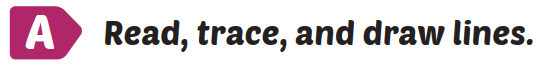 A Read, trace, and draw lines.